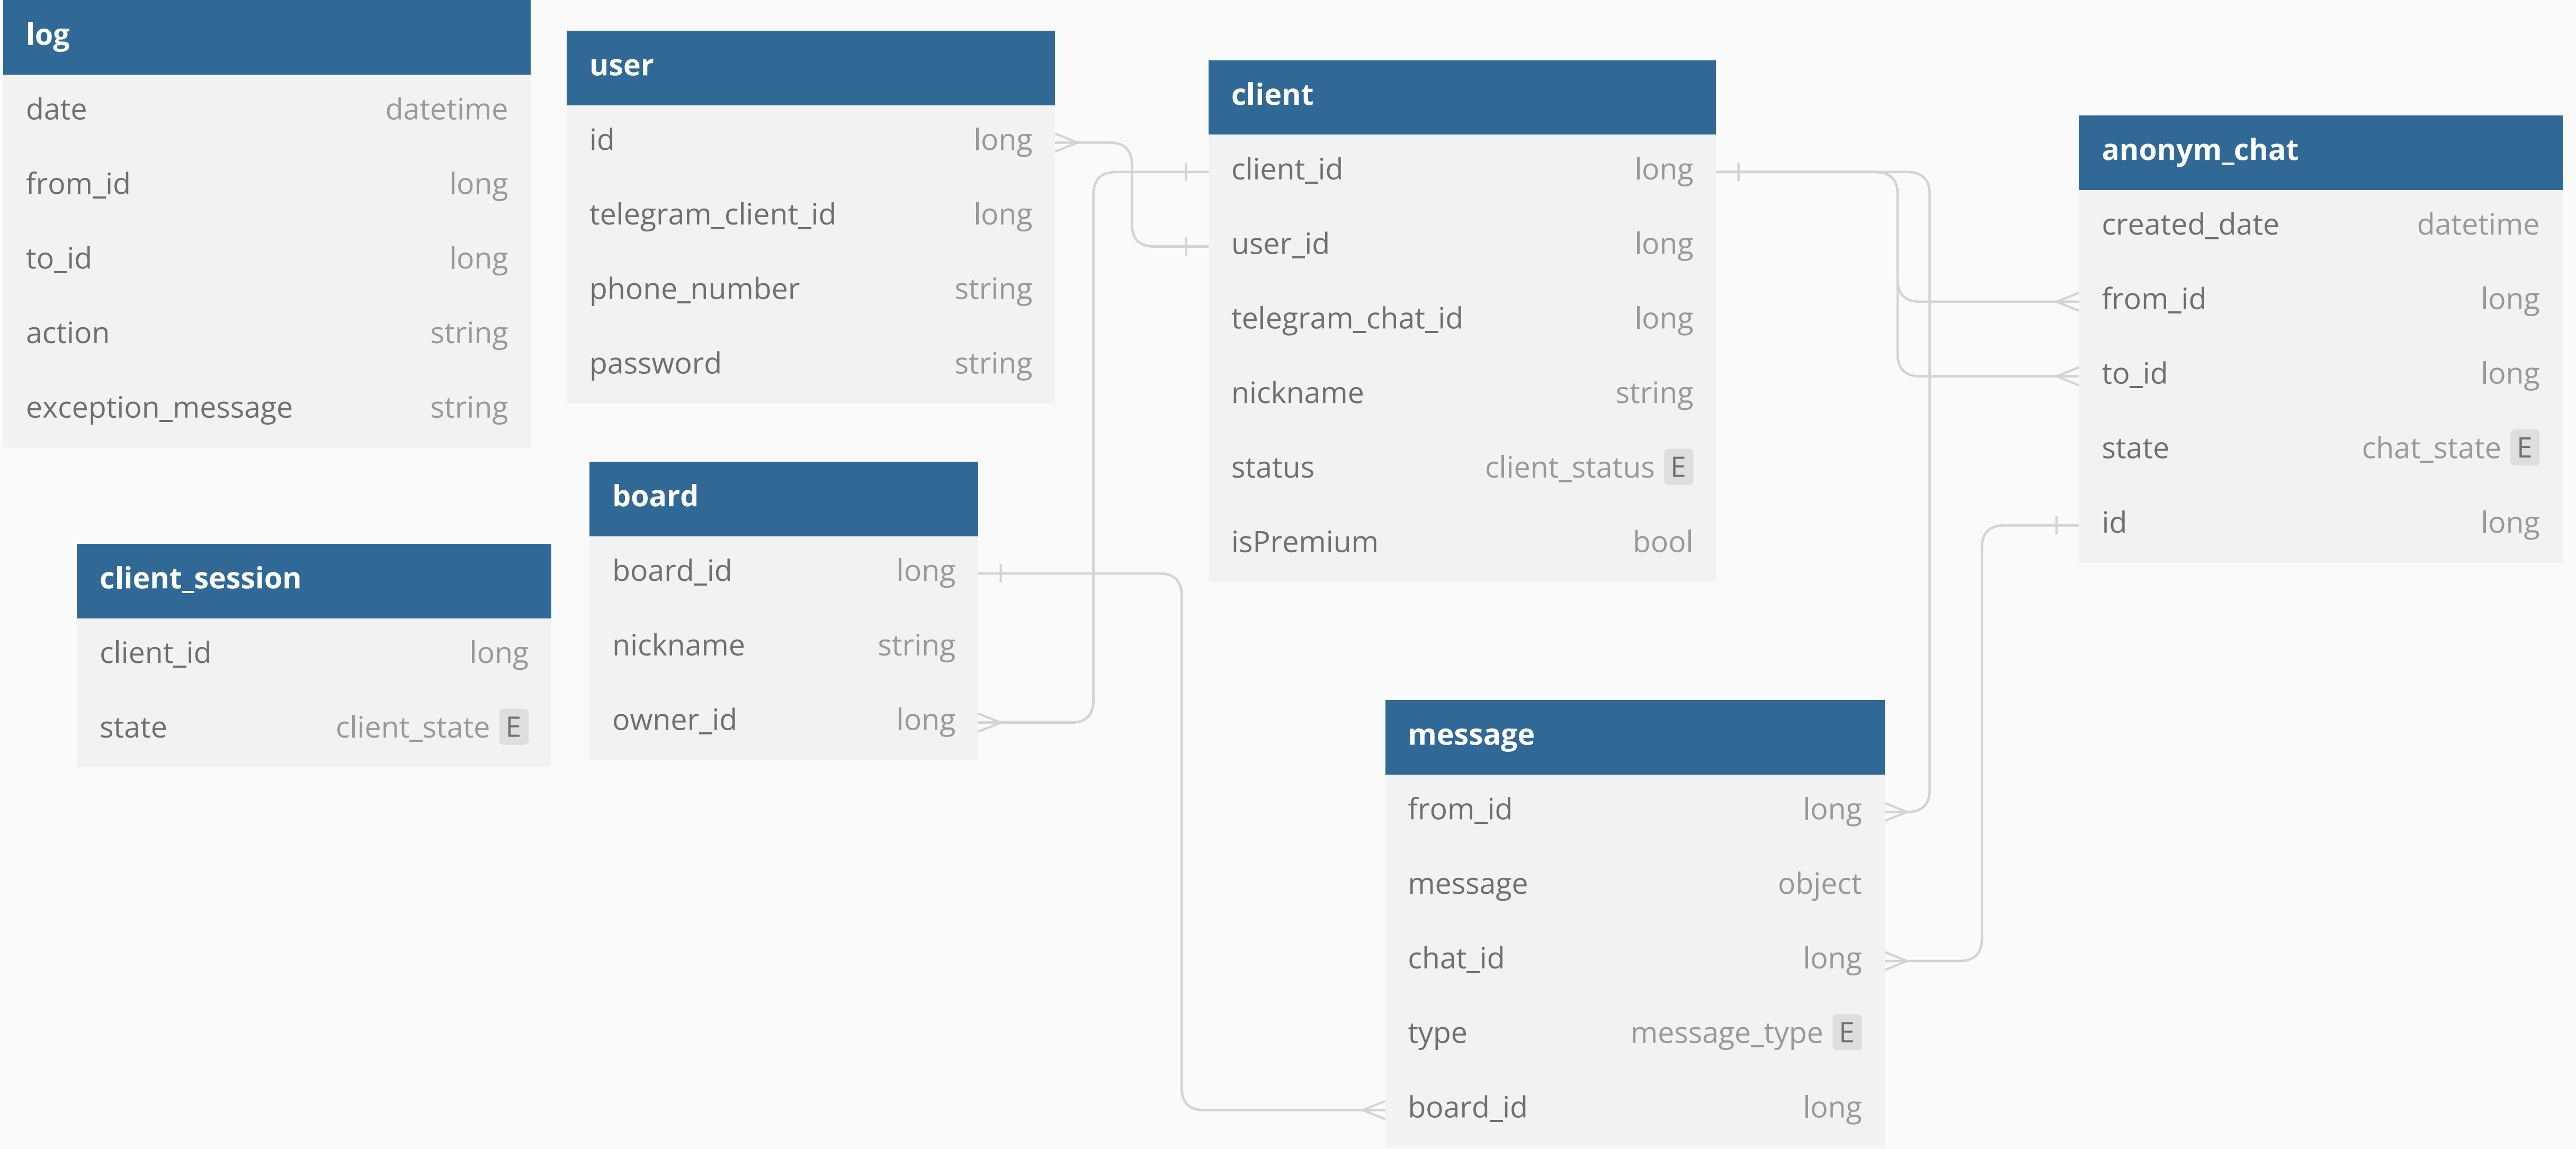 log
date datetime
from_id long
to_id long
action string
exception_message string
user
id long
telegram_client_id long
phone_number string
password string
client
client_id long
user_id long
telegram_chat_id long
nickname string
status client_status E
isPremium bool
anonym_chat
created_date datetime
from_id long
to_id long
state chat_state E
id long
client_session
client_id long
state client_state E
board
board_id long
nickname string
owner_id long
message
from_id long
message object
chat_id long
type message_type E
board_id long